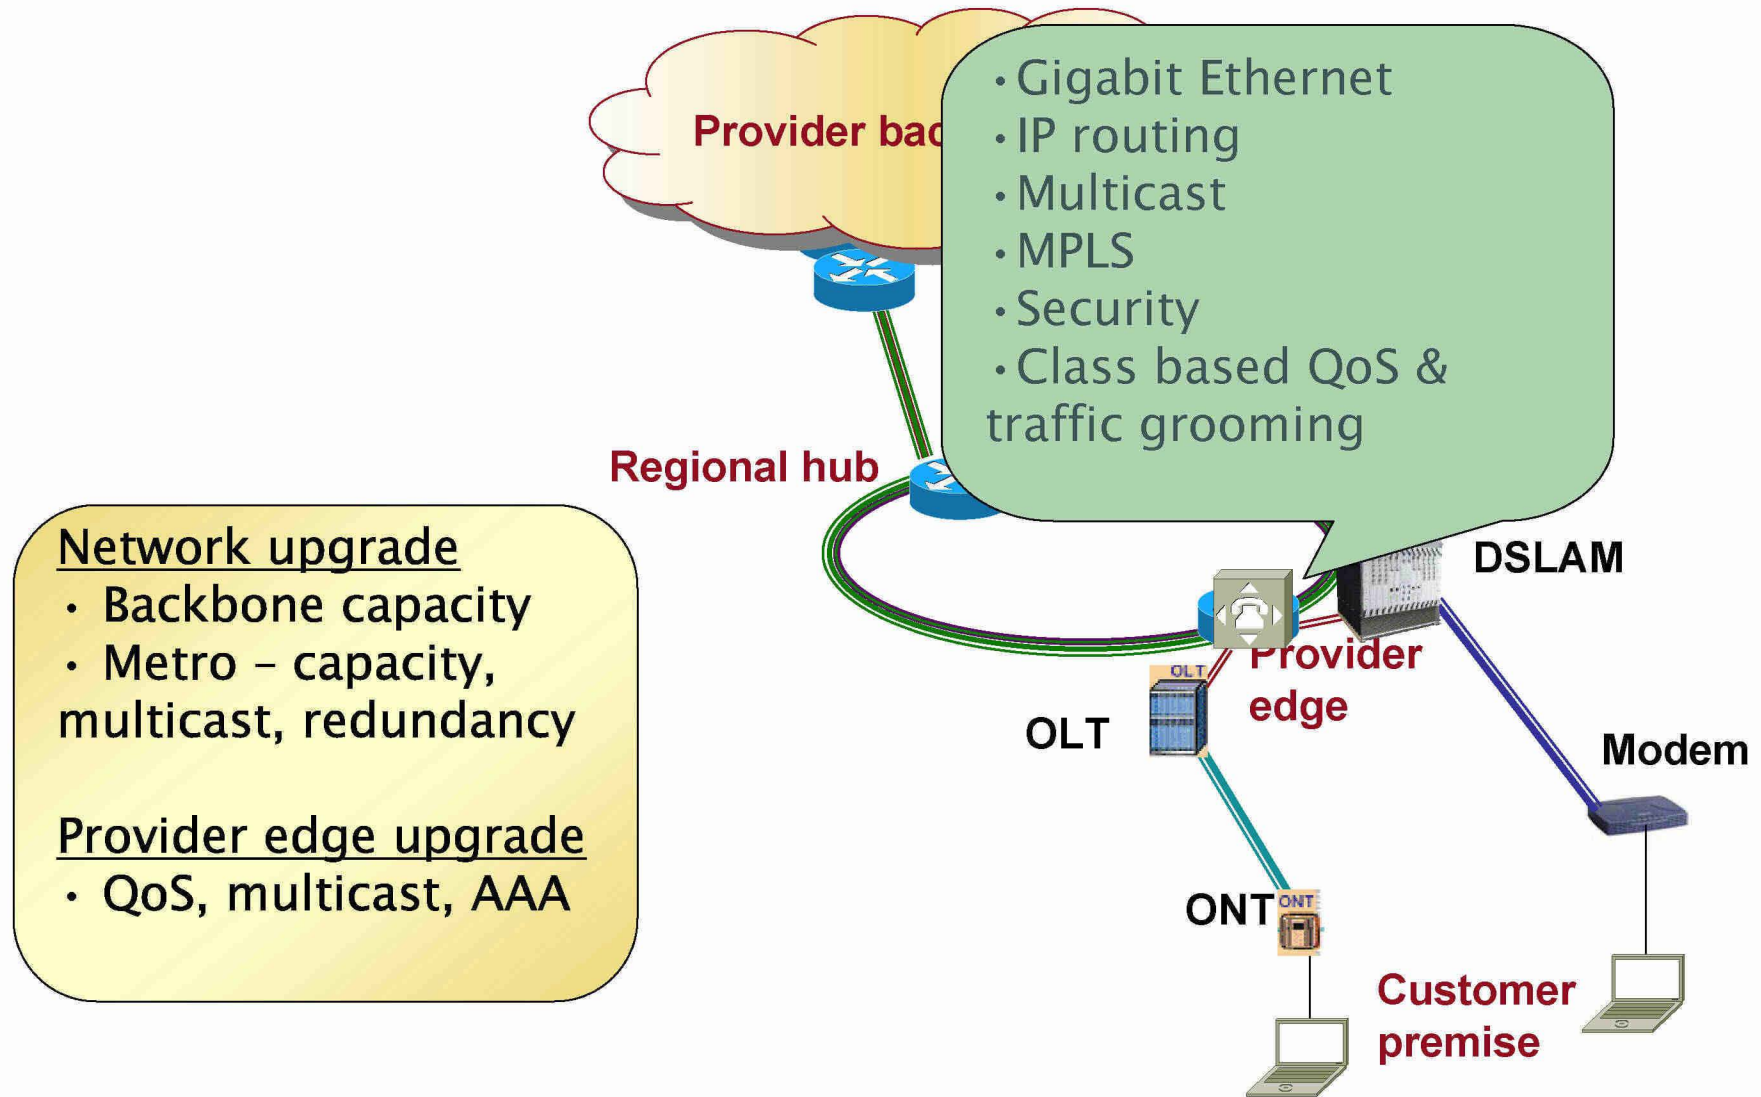 Provider bac
• Gigabit Ethernet
• IP routing
• Multicast
• MPLS
• Security
• Class based QoS &
traffic grooming
Regional hub
Network upgrade
• Backbone capacity
• Metro – capacity,
multicast, redundancy
Provider edge upgrade
• QoS, multicast, AAA
DSLAM
Provider
edge
OLT
OLT
Modem
ONT
ONT
Customer
premise